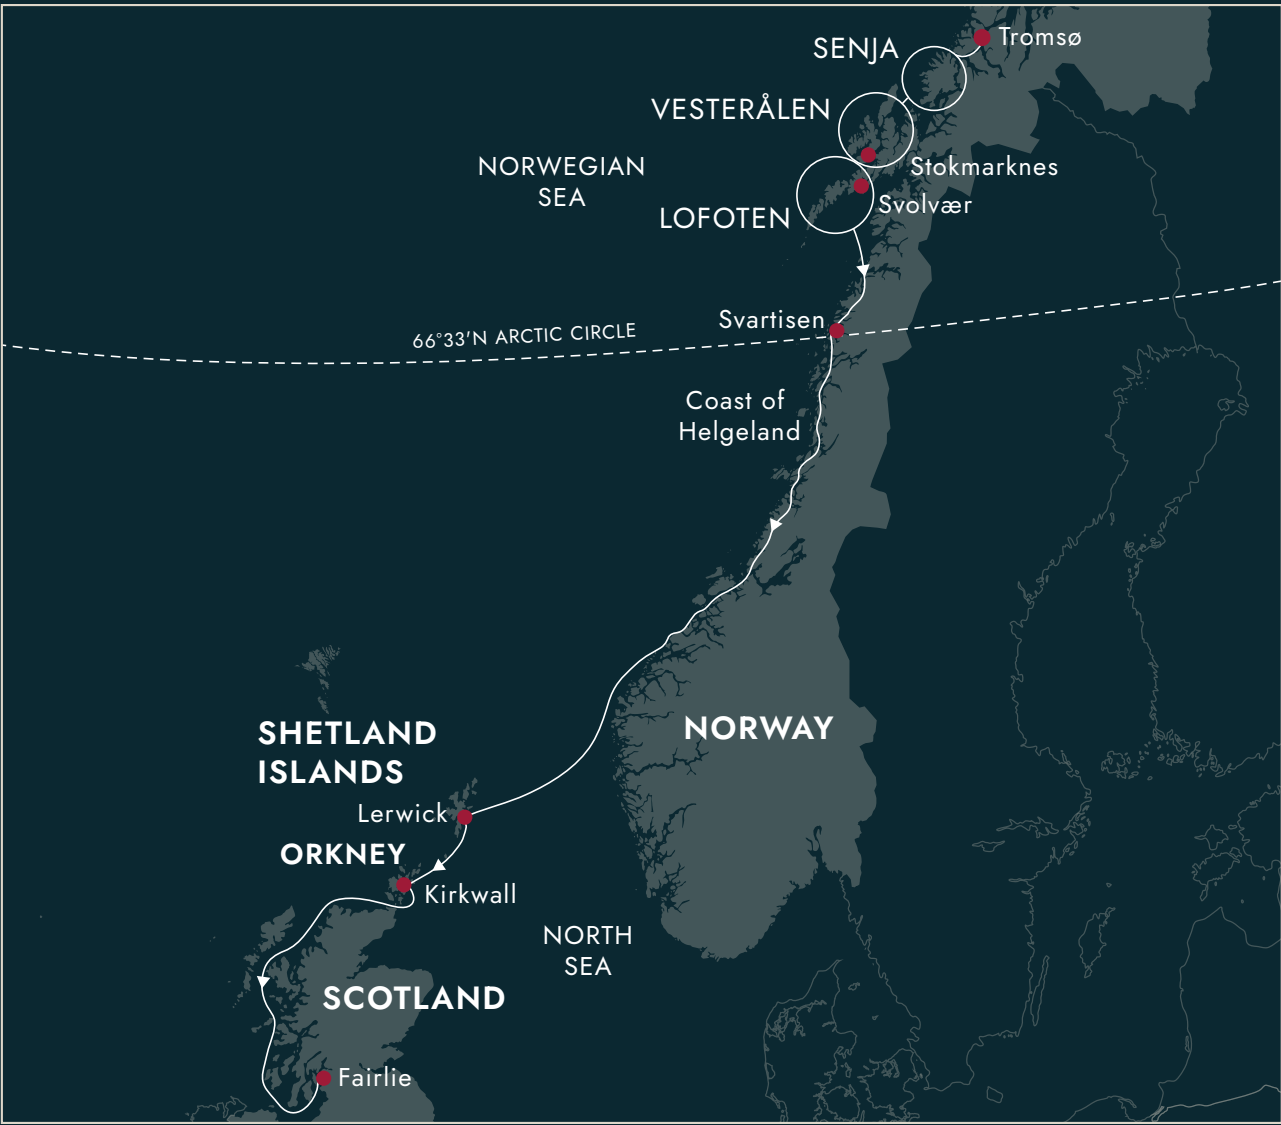 Tromsø
SENJA
VESTERÅLEN
NORWEGIAN
SEA
Stokmarknes
Svolvær
LOFOTEN
Svartisen
66°33'N ARCTIC CIRCLE
Coast of
Helgeland
SHETLAND
ISLANDS
NORWAY
Lerwick
ORKNEY
Kirkwall
NORTH
SEA
SCOTLAND
Fairlie